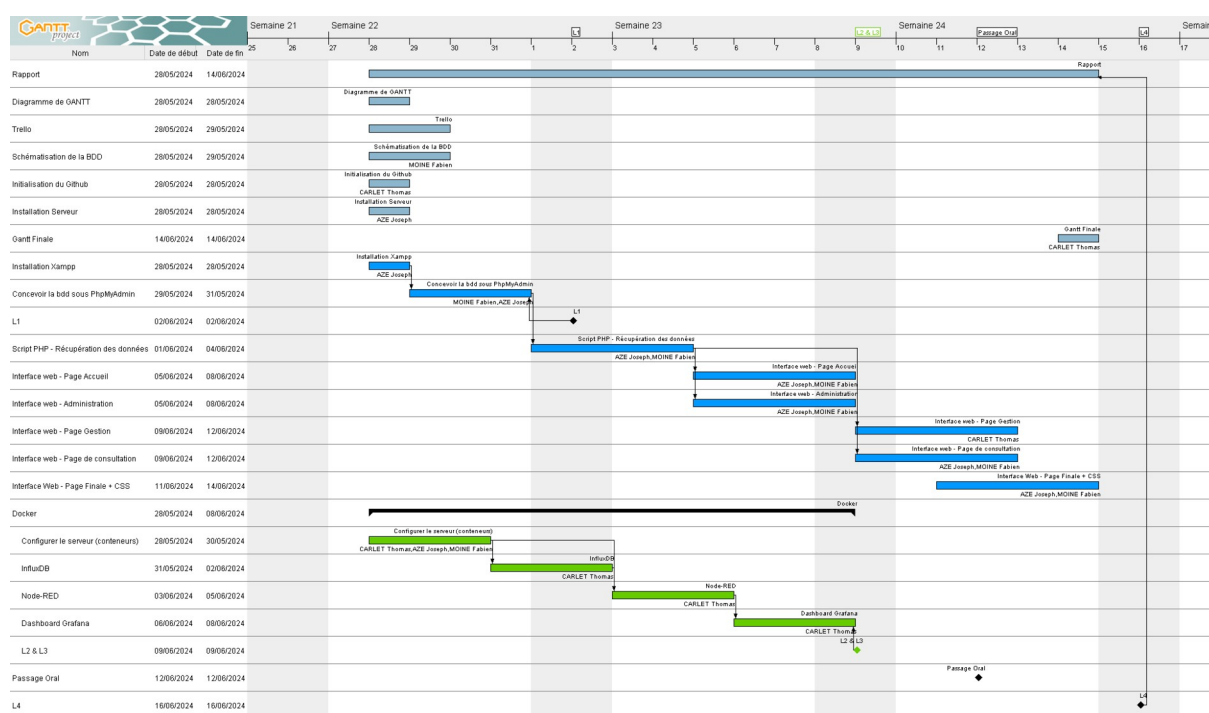 GANTT project
Semaine 21 Semaine 22 Semaine 23 Semaine 24 Semain
L1 L2 & L3 Passage Oral L4
Nom Date de début Date de fin 25 26 27 28 29 30 31 1 2 3 4 5 6 7 8 9 10 11 12 13 14 15 16 17
Rapport 28/05/2024 14/06/2024 Rapport
Diagramme de GANTT 28/05/2024 28/05/2024 Diagramme de GANTT
Trello 28/05/2024 29/05/2024 Trello
Schématisation de la BDD 28/05/2024 29/05/2024 Schématisation de la BDD
MOINE Fabien
Initialisation du Github 28/05/2024 28/05/2024 Initialisation du Github
CARLET Thomas
Installation Serveur 28/05/2024 28/05/2024 Installation Serveur
AZE Joseph
Gantt Finale 14/06/2024 14/06/2024 Gantt Finale
CARLET Thomas
Installation Xampp 28/05/2024 28/05/2024 Installation Xampp
AZE Joseph
Concevoir la bdd sous PhpMyAdmin 29/05/2024 31/05/2024 Concevoir la bdd sous PhpMyAdmin
MOINE Fabien,AZE Joseph
L1 02/06/2024 02/06/2024 L1
Script PHP - Récupération des données 01/06/2024 04/06/2024 Script PHP - Récupération des données
AZE Joseph,MOINE Fabien
Interface web - Page Accueil 05/06/2024 08/06/2024 Interface web - Page Accueil
AZE Joseph,MOINE Fabien
Interface web - Administration 05/06/2024 08/06/2024 Interface web - Administration
AZE Joseph,MOINE Fabien
Interface web - Page Gestion 09/06/2024 12/06/2024 Interface web - Page Gestion
CARLET Thomas
Interface web - Page de consultation 09/06/2024 12/06/2024 Interface web - Page de consultation
AZE Joseph,MOINE Fabien
Interface Web - Page Finale + CSS 11/06/2024 14/06/2024 Interface Web - Page Finale + CSS
AZE Joseph,MOINE Fabien
Docker 28/05/2024 08/06/2024 Docker
Configurer le serveur (conteneurs) 28/05/2024 30/05/2024 Configurer le serveur (conteneurs)
CARLET Thomas,AZE Joseph,MOINE Fabien
InfluxDB 31/05/2024 02/06/2024 InfluxDB
CARLET Thomas
Node-RED 03/06/2024 05/06/2024 Node-RED
CARLET Thomas
Dashboard Grafana 06/06/2024 08/06/2024 Dashboard Grafana
CARLET Thomas
L2 & L3 09/06/2024 09/06/2024 L2 & L3
Passage Oral 12/06/2024 12/06/2024 Passage Oral
L4 16/06/2024 16/06/2024 L4